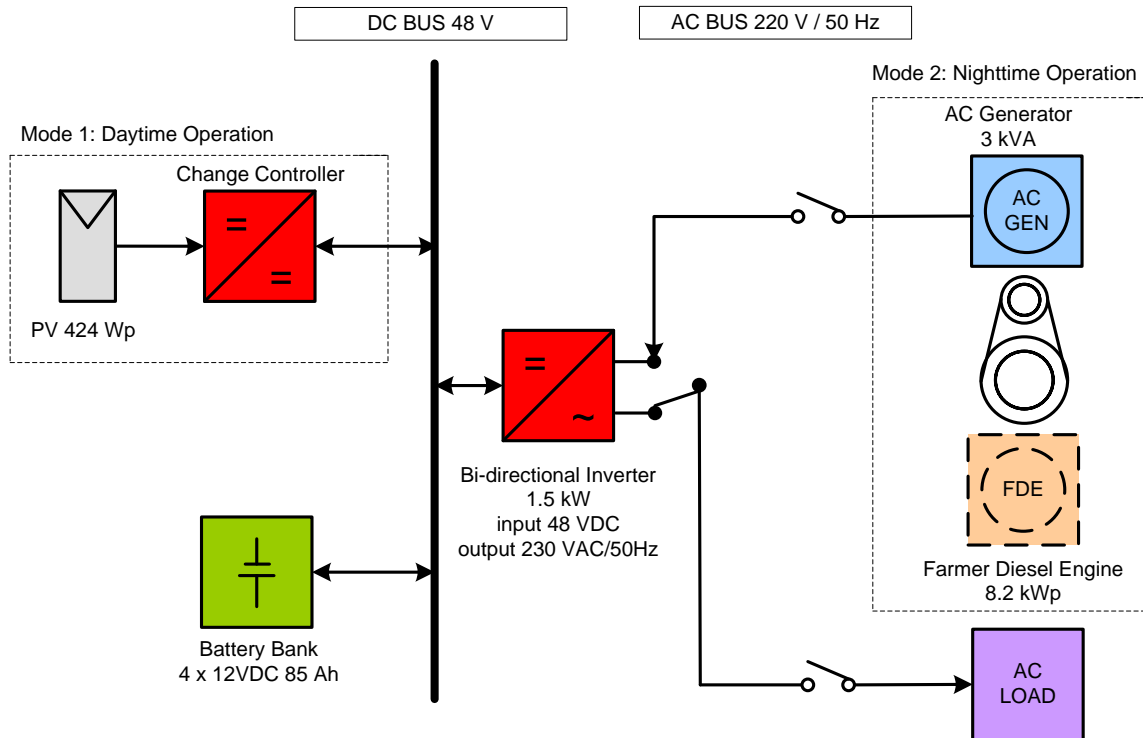 DC BUS 48 V
AC BUS 220 V / 50 Hz
Mode 2: Nighttime Operation
AC Generator
3 kVA
AC
GEN
Mode 1: Daytime Operation
Change Controller
=
=
PV 424 Wp
=
~
Bi-directional Inverter
1.5 kW
input 48 VDC
output 230 VAC/50Hz
FDE
Farmer Diesel Engine
8.2 kWp
Battery Bank
4 x 12VDC 85 Ah
AC
LOAD